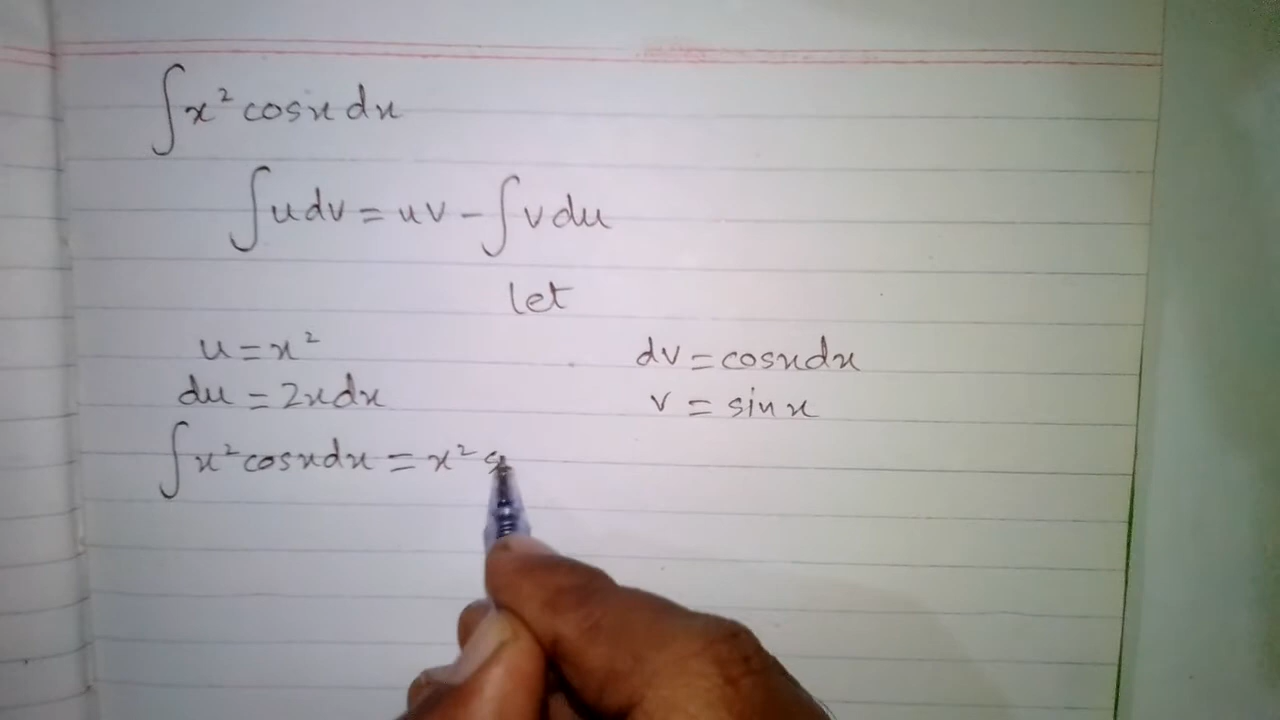 ∫x² cosx dx
∫u dv = uv - ∫v du
let
u = x²
dv = cosx dx
du = 2x dx
v = sin x
∫x² cosx dx = x² s